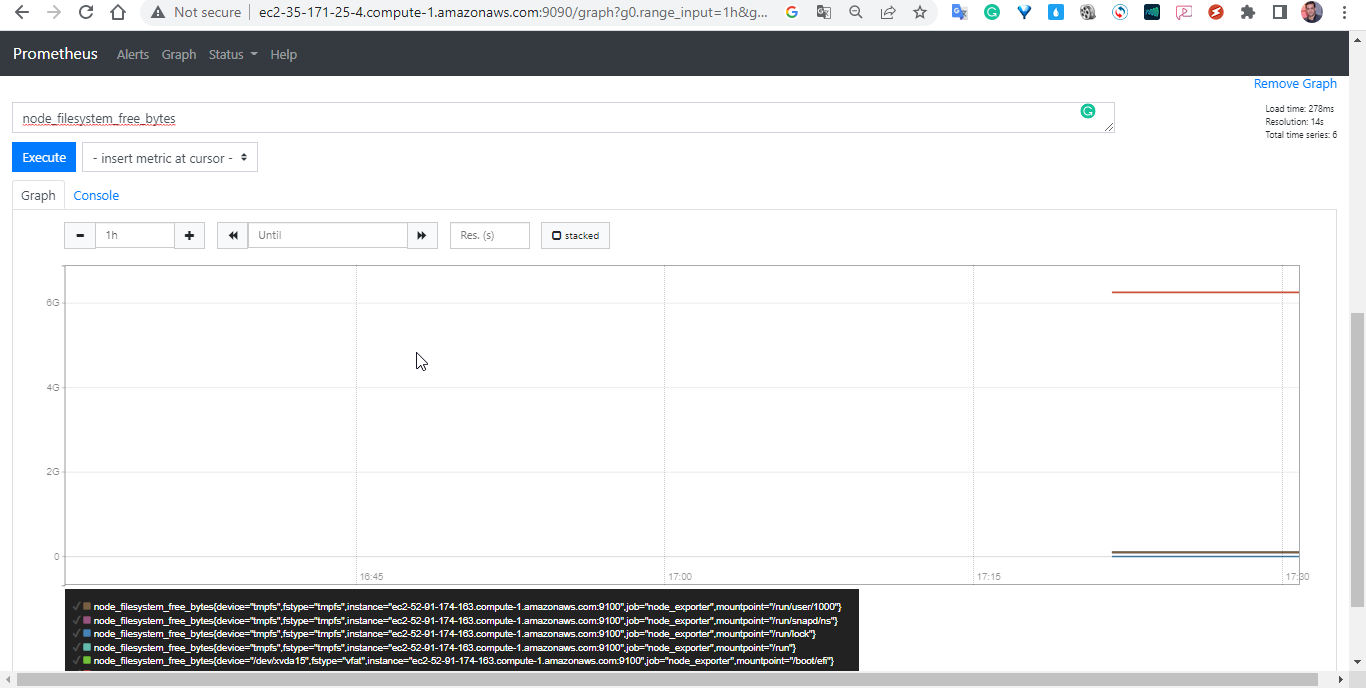 Not secure
ec2-35-171-25-4.compute-1.amazonaws.com:9090/graph?g0.range_input=1h&g...
Prometheus Alerts Graph Status Help
Remove Graph
node_filesystem_free_bytes
Load time: 278ms
Resolution: 14s
Total time series: 6
Execute - insert metric at cursor -
Graph Console
1h Until Res. (s) stacked
6G
4G
2G
0
16:45 17:00 17:15 17:30
node_filesystem_free_bytes{device="tmpfs",fstype="tmpfs",instance="ec2-52-91-174-163.compute-1.amazonaws.com:9100",job="node_exporter",mountpoint="/run/user/1000"}
node_filesystem_free_bytes{device="tmpfs",fstype="tmpfs",instance="ec2-52-91-174-163.compute-1.amazonaws.com:9100",job="node_exporter",mountpoint="/run/snapd/ns"}
node_filesystem_free_bytes{device="tmpfs",fstype="tmpfs",instance="ec2-52-91-174-163.compute-1.amazonaws.com:9100",job="node_exporter",mountpoint="/run/lock"}
node_filesystem_free_bytes{device="tmpfs",fstype="tmpfs",instance="ec2-52-91-174-163.compute-1.amazonaws.com:9100",job="node_exporter",mountpoint="/run"}
node_filesystem_free_bytes{device="/dev/xvda15",fstype="vfat",instance="ec2-52-91-174-163.compute-1.amazonaws.com:9100",job="node_exporter",mountpoint="/boot/efi"}